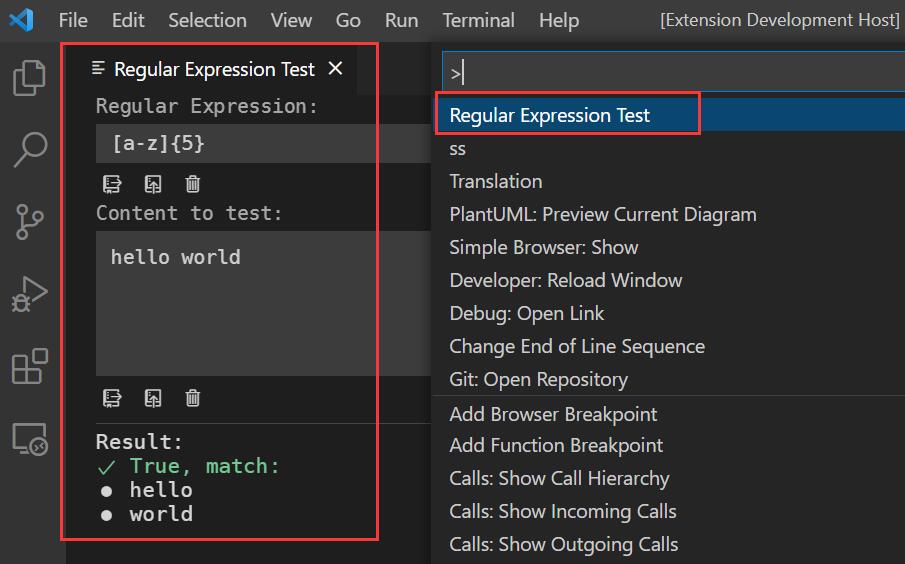 File Edit Selection View Go Run Terminal Help [Extension Development Host]
Regular Expression Test
Regular Expression:
[a-z]{5}
Content to test:
hello world
Result:
✓ True, match:
● hello
● world
>
Regular Expression Test
ss
Translation
PlantUML: Preview Current Diagram
Simple Browser: Show
Developer: Reload Window
Debug: Open Link
Change End of Line Sequence
Git: Open Repository
Add Browser Breakpoint
Add Function Breakpoint
Calls: Show Call Hierarchy
Calls: Show Incoming Calls
Calls: Show Outgoing Calls